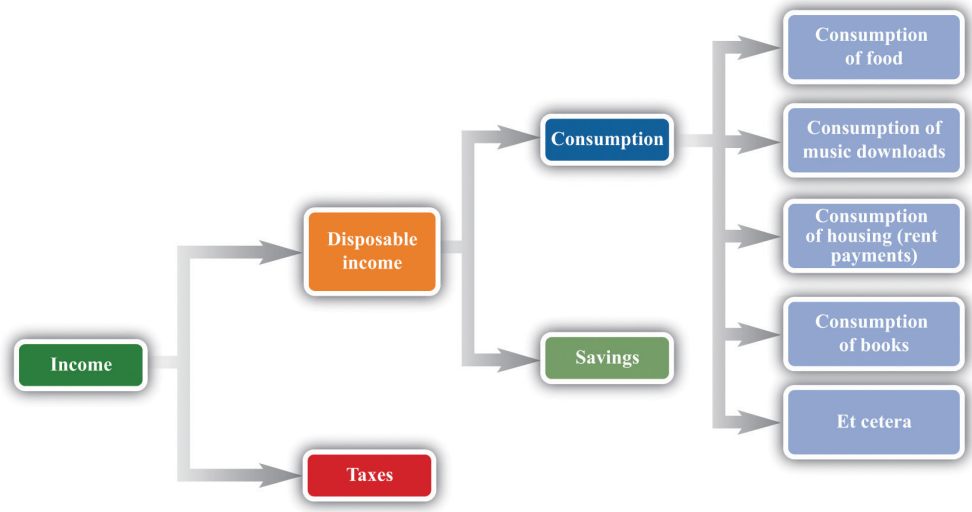 Income
Disposable
income
Taxes
Consumption
Savings
Consumption
of food
Consumption of
music downloads
Consumption
of housing (rent
payments)
Consumption
of books
Et cetera